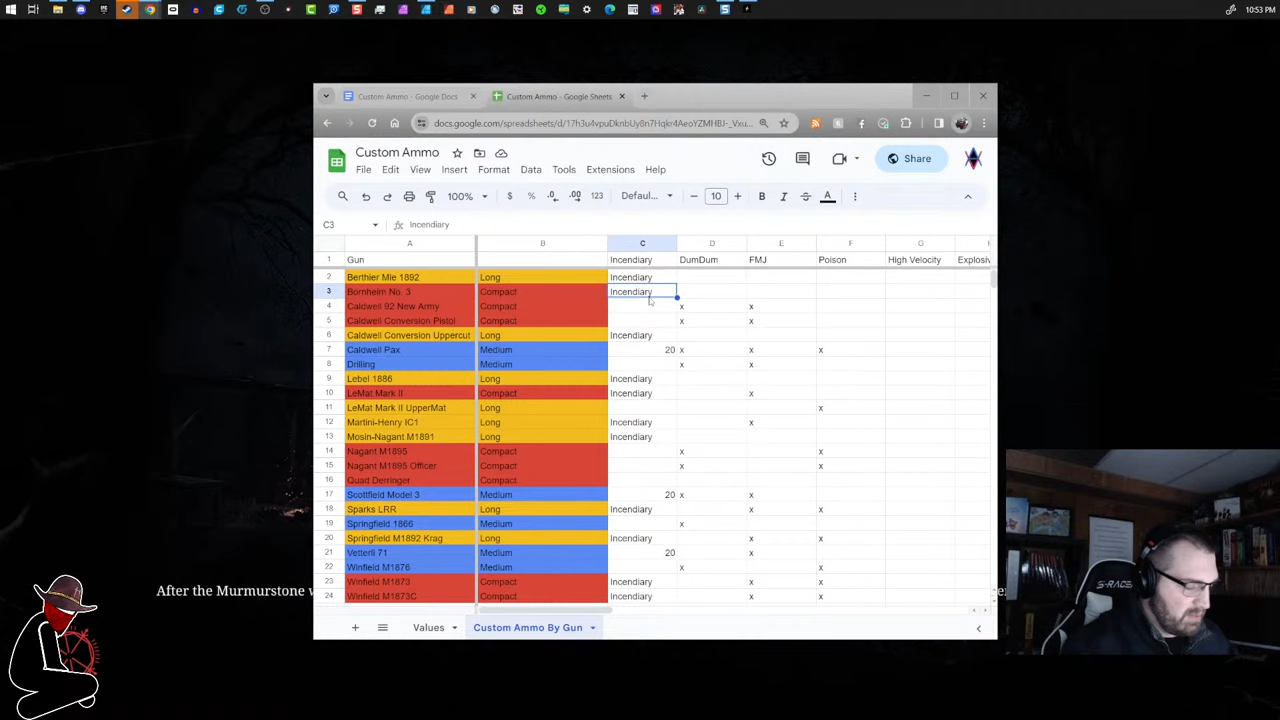 10:53 PM
Custom Ammo - Google Docs
Custom Ammo - Google Sheets
docs.google.com/spreadsheets/d/
Custom Ammo
File Edit View Insert Format Data Tools Extensions Help
Share
100% $ % .0 .00 123 Defaul... 10 B I A
C3 Incendiary
A B C D E F G
1 Gun Incendiary DumDum FMJ Poison High Velocity Explosiv
2 Berthier Mle 1892 Long Incendiary
3 Bornheim No. 3 Compact Incendiary
4 Caldwell 92 New Army Compact x x
5 Caldwell Conversion Pistol Compact x x
6 Caldwell Conversion Uppercut Long Incendiary
7 Caldwell Pax Medium 20 x x x
8 Drilling Medium x x
9 Lebel 1886 Long Incendiary
10 LeMat Mark II Compact Incendiary x
11 LeMat Mark II UpperMat Long x
12 Martini-Henry IC1 Long Incendiary x
13 Mosin-Nagant M1891 Long Incendiary
14 Nagant M1895 Compact x x
15 Nagant M1895 Officer Compact x x
16 Quad Derringer Compact
17 Scottfield Model 3 Medium 20 x x
18 Sparks LRR Long Incendiary x x
19 Springfield 1866 Medium x
20 Springfield M1892 Krag Long Incendiary x x
21 Vetterli 71 Medium 20 x
22 Winfield M1876 Medium x x
23 Winfield M1873 Compact Incendiary x x
24 Winfield M1873C Compact Incendiary x x
After the Murmurstone
Values
Custom Ammo By Gun
S-RACER